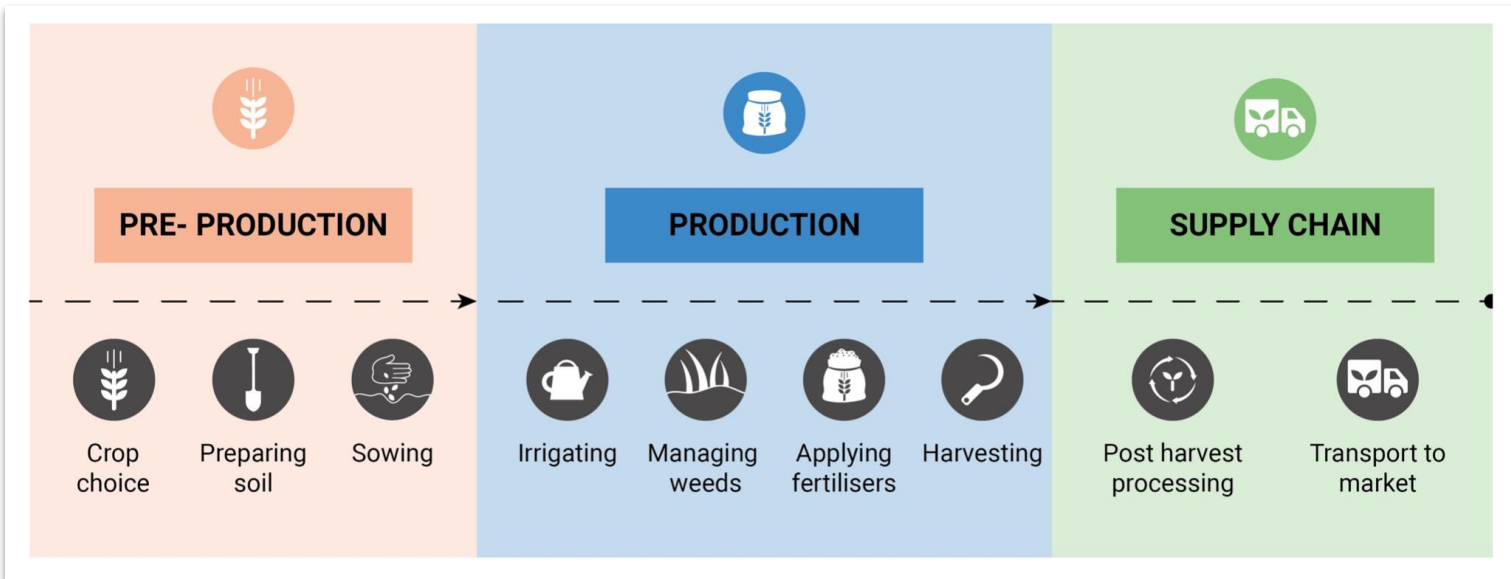 PRE- PRODUCTION
PRODUCTION
SUPPLY CHAIN
Crop
choice
Preparing
soil
Sowing
Irrigating
Managing
weeds
Applying
fertilisers
Harvesting
Post harvest
processing
Transport to
market